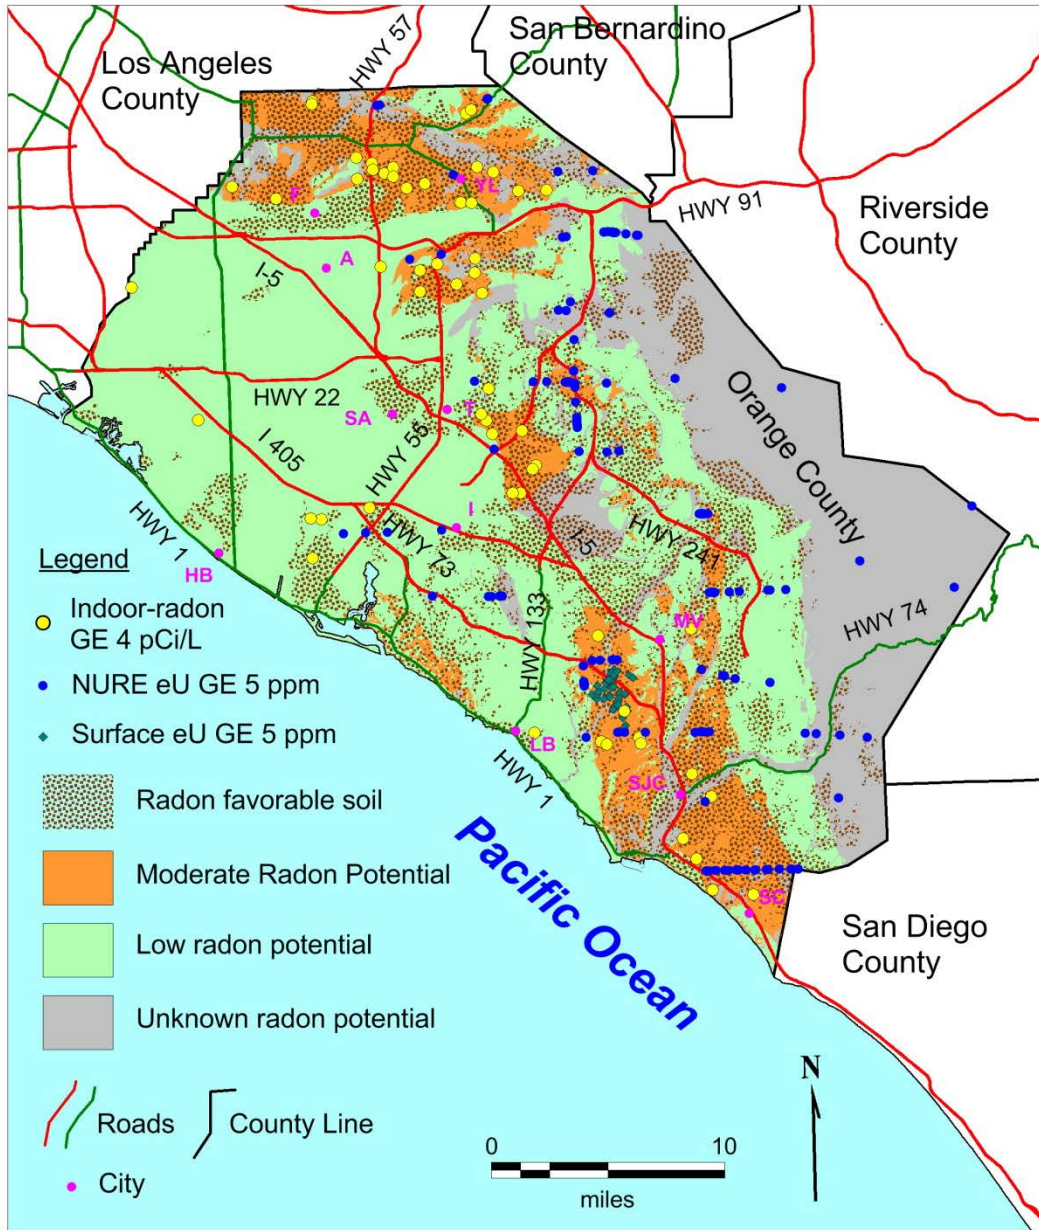 San Bernardino
County
Los Angeles
County
HWY 57
YL
F
HWY 91
Riverside
County
A
I-5
Orange County
HWY 22
SA
T
HWY 55
I 405
I
HWY 73
I-5
HWY 241
HWY 1
HB
HWY 133
MV
HWY 74
LB
HWY 1
SJC
SC
Pacific Ocean
San Diego
County
Legend
Indoor-radon
GE 4 pCi/L
NURE eU GE 5 ppm
Surface eU GE 5 ppm
Radon favorable soil
Moderate Radon Potential
Low radon potential
Unknown radon potential
Roads
County Line
City
N
0 10
miles